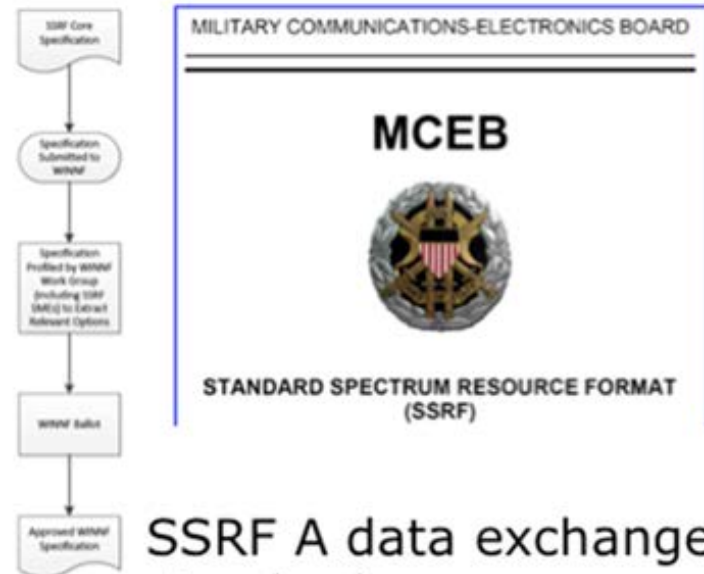 SSRF Core
Specification
Specification
Submitted to
WINNF
Specification
Profiled by WINNF
Work Group
(Including SSRF
SMEs) to Extract
Relevant Options
WINNF Ballot
Approved WINNF
Specification
MILITARY COMMUNICATIONS-ELECTRONICS BOARD
MCEB
STANDARD SPECTRUM RESOURCE FORMAT
(SSRF)
SSRF A data exchange